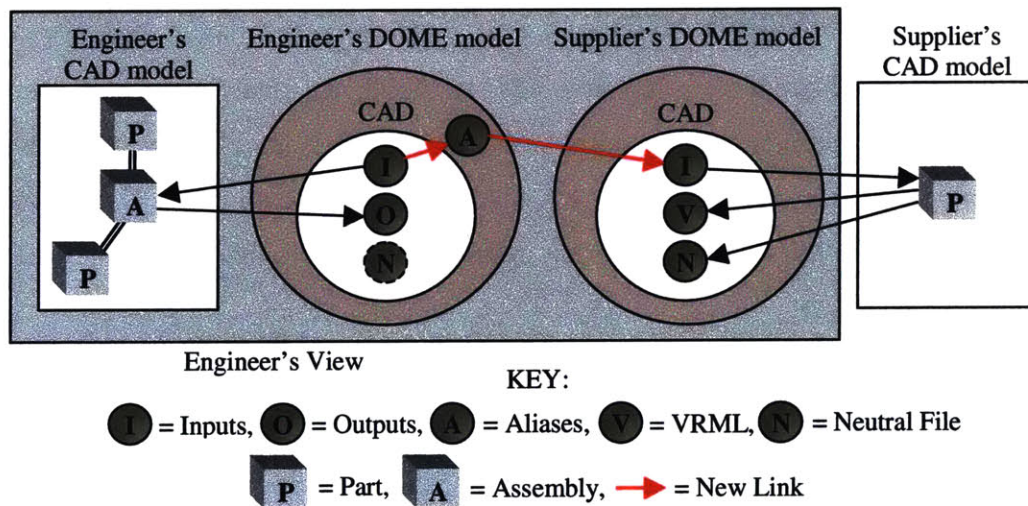 Engineer's
CAD model
Engineer's DOME model
Supplier's DOME model
Supplier's
CAD model
P
A
P
CAD
A
I
O
N
CAD
I
V
N
P
Engineer's View
KEY:
I = Inputs, O = Outputs, A = Aliases, V = VRML, N = Neutral File
P = Part, A = Assembly, = New Link